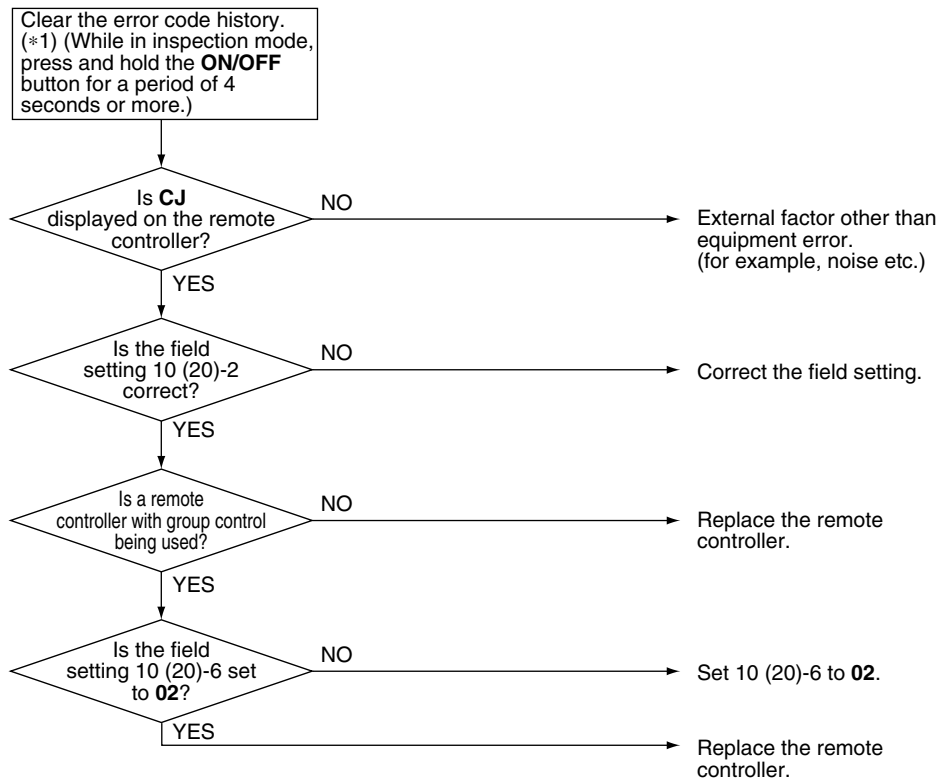 Clear the error code history.
(*1) (While in inspection mode,
press and hold the ON/OFF
button for a period of 4
seconds or more.)
Is CJ
displayed on the remote
controller?
NO
External factor other than
equipment error.
(for example, noise etc.)
YES
Is the field
setting 10 (20)-2
correct?
NO
Correct the field setting.
YES
Is a remote
controller with group control
being used?
NO
Replace the remote
controller.
YES
Is the field
setting 10 (20)-6 set
to 02?
NO
Set 10 (20)-6 to 02.
YES
Replace the remote
controller.